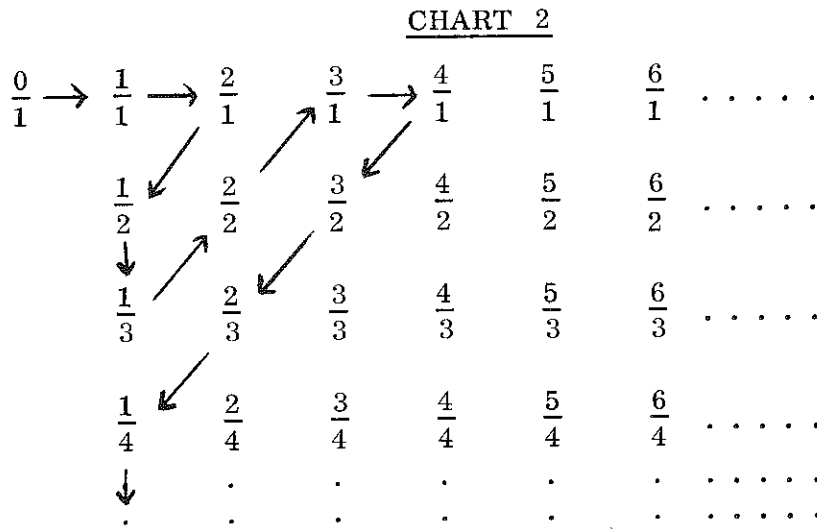 CHART 2
0/1 → 1/1 → 2/1 3/1 → 4/1 5/1 6/1 .....
1/2 2/2 3/2 4/2 5/2 6/2 .....
1/3 2/3 3/3 4/3 5/3 6/3 .....
1/4 2/4 3/4 4/4 5/4 6/4 .....